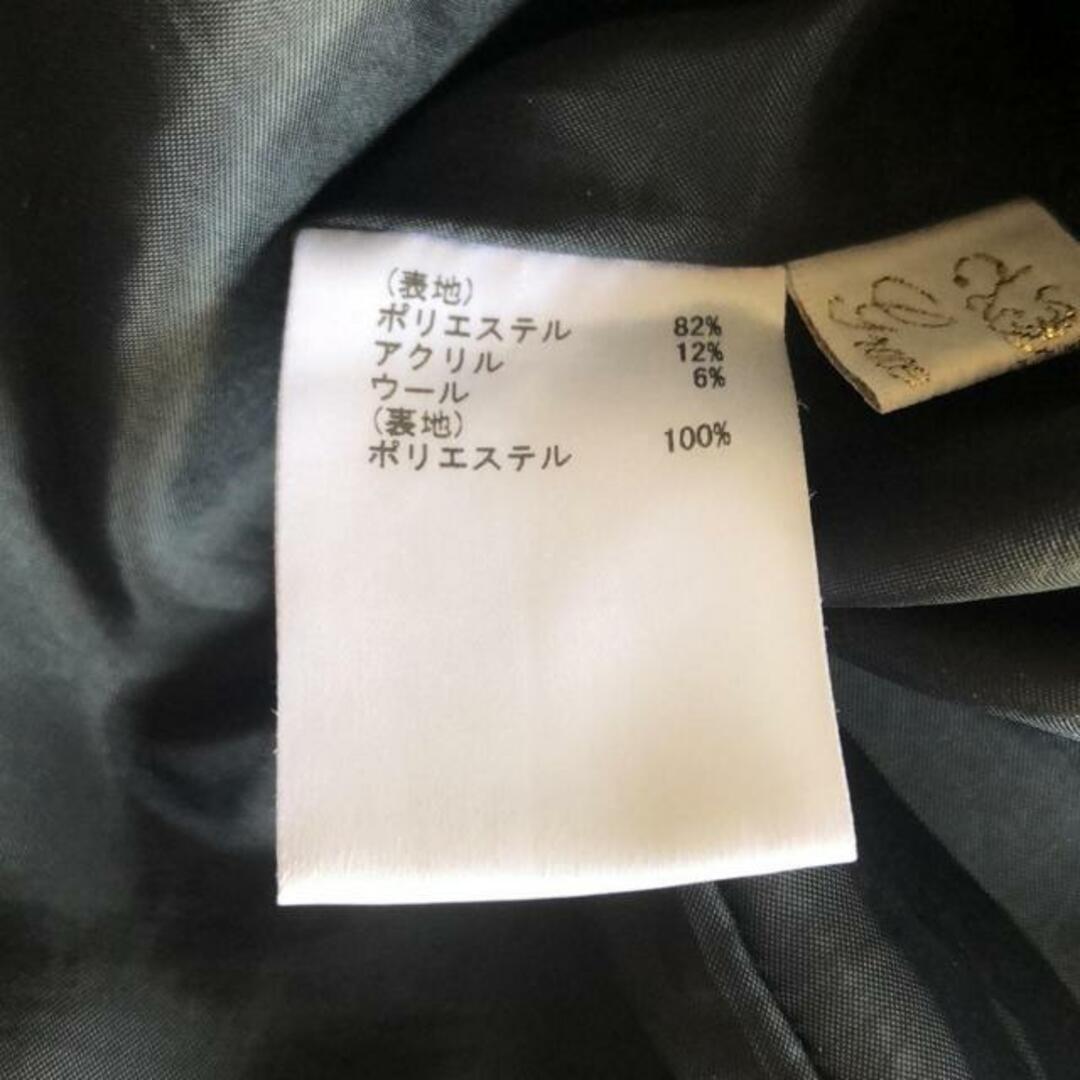 (表地)
ポリエステル 82%
アクリル 12%
ウール 6%
(裏地)
ポリエステル 100%